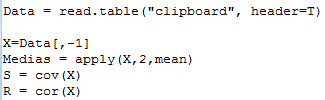 Data = read.table("clipboard", header=T)
X=Data[,-1]
Medias = apply(X,2,mean)
S = cov(X)
R = cor(X)